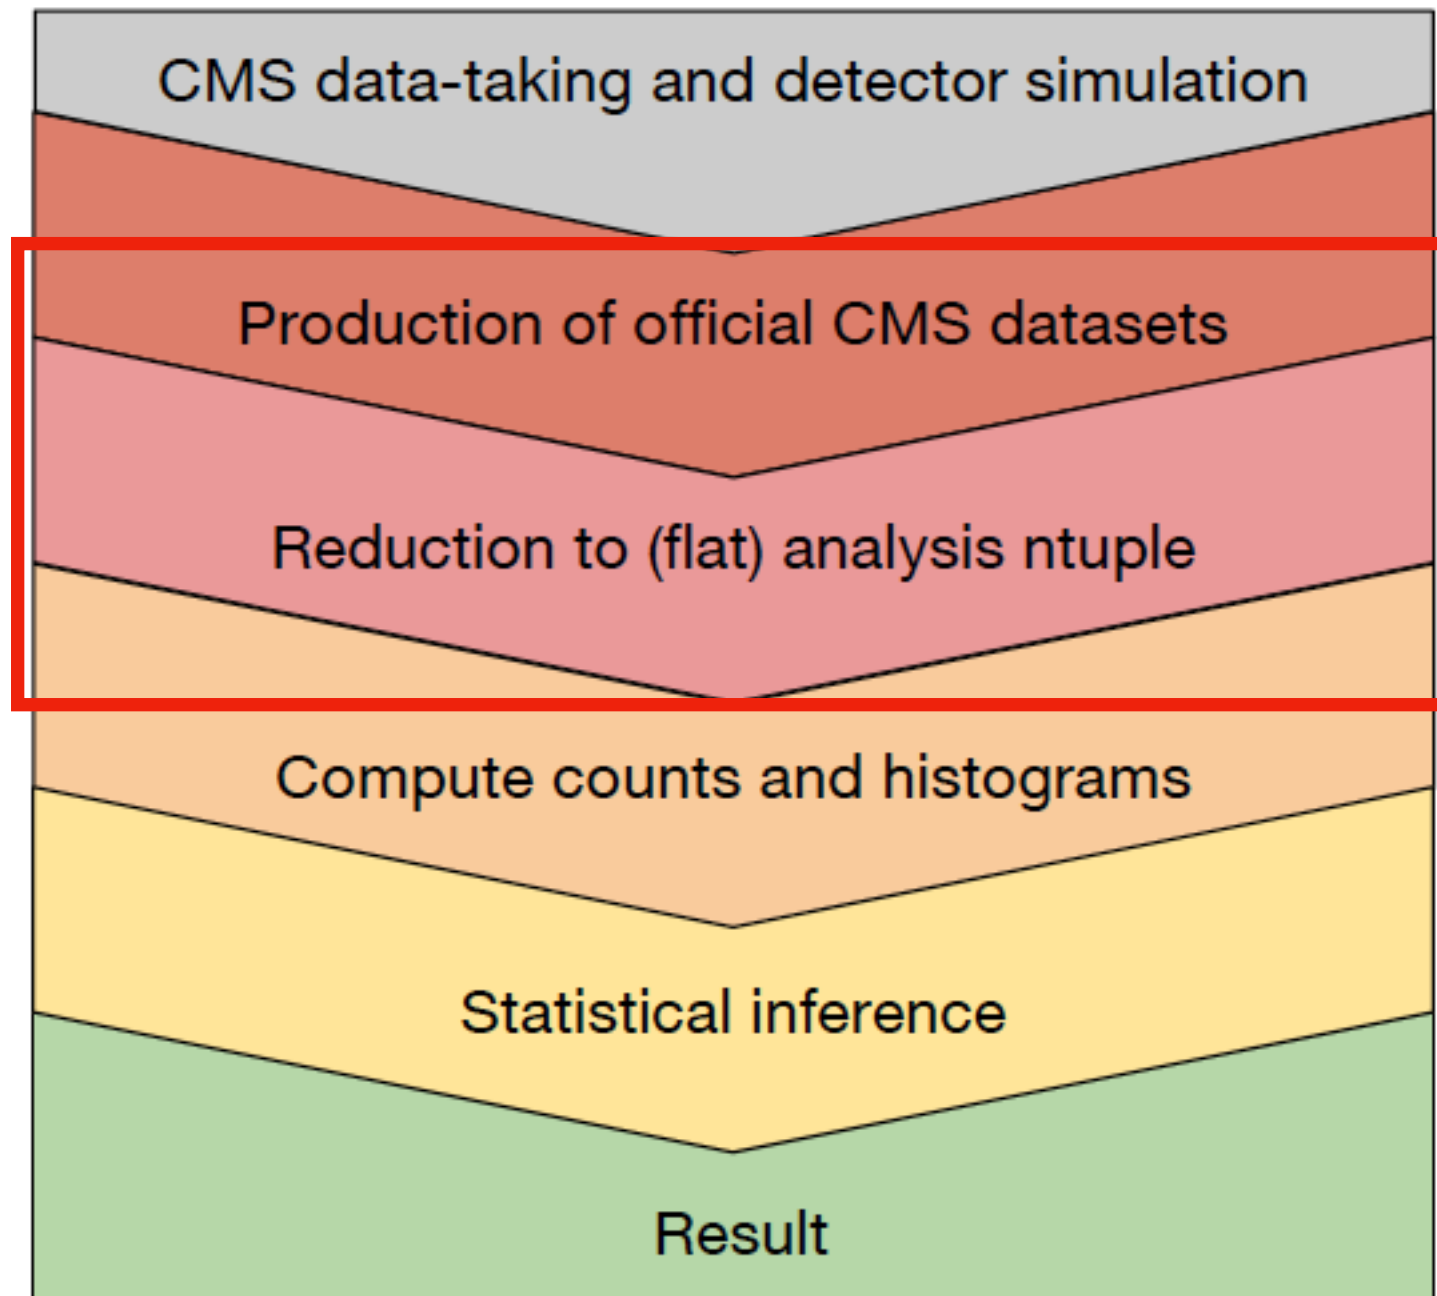 CMS data-taking and detector simulation
Production of official CMS datasets
Reduction to (flat) analysis ntuple
Compute counts and histograms
Statistical inference
Result